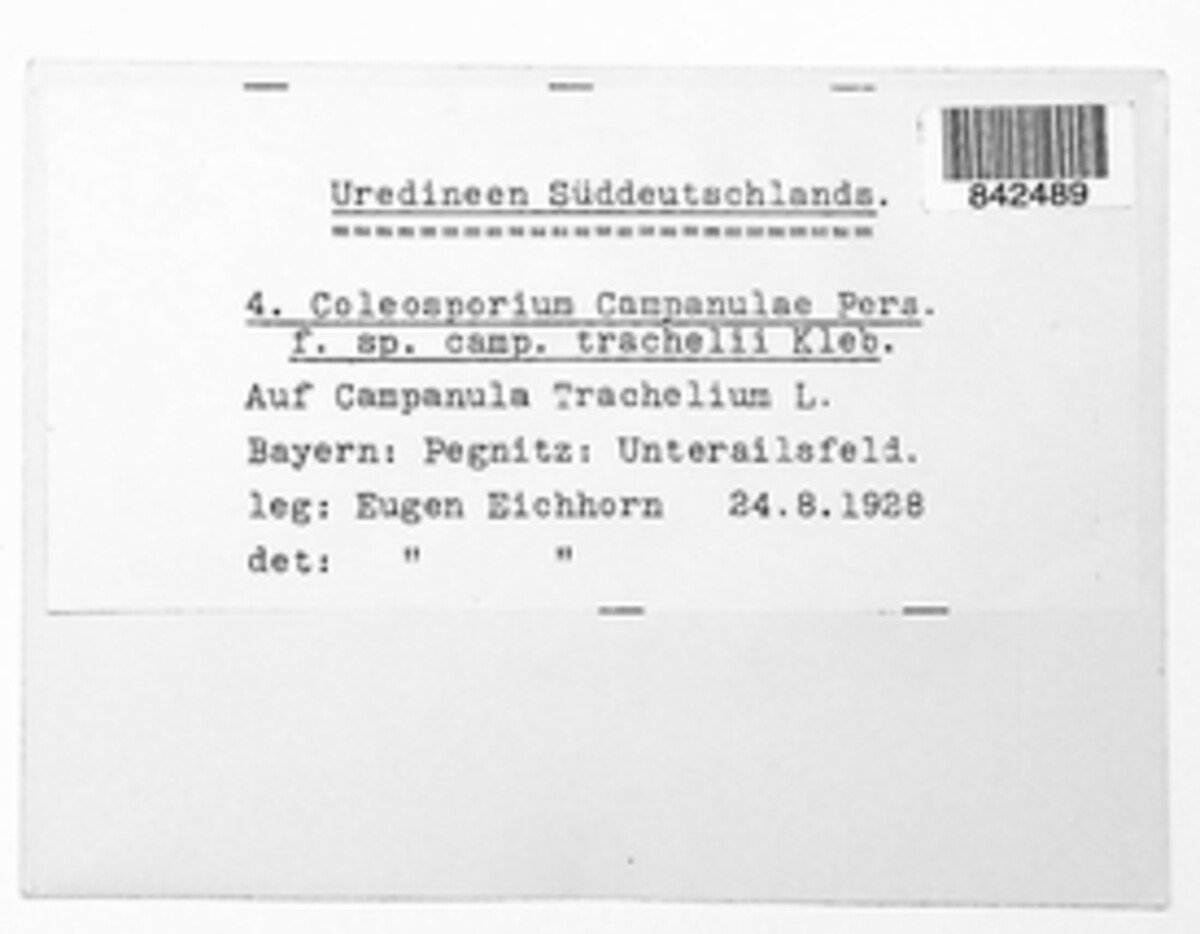 842489
Uredineen Süddeutschlands.
4. Coleosporium Campanulae Pers.
f. sp. camp. trachelii Kleb.
Auf Campanula Trachelium L.
Bayern: Pegnitz: Unterailsfeld.
leg: Eugen Eichhorn 24.8.1928
det: " "